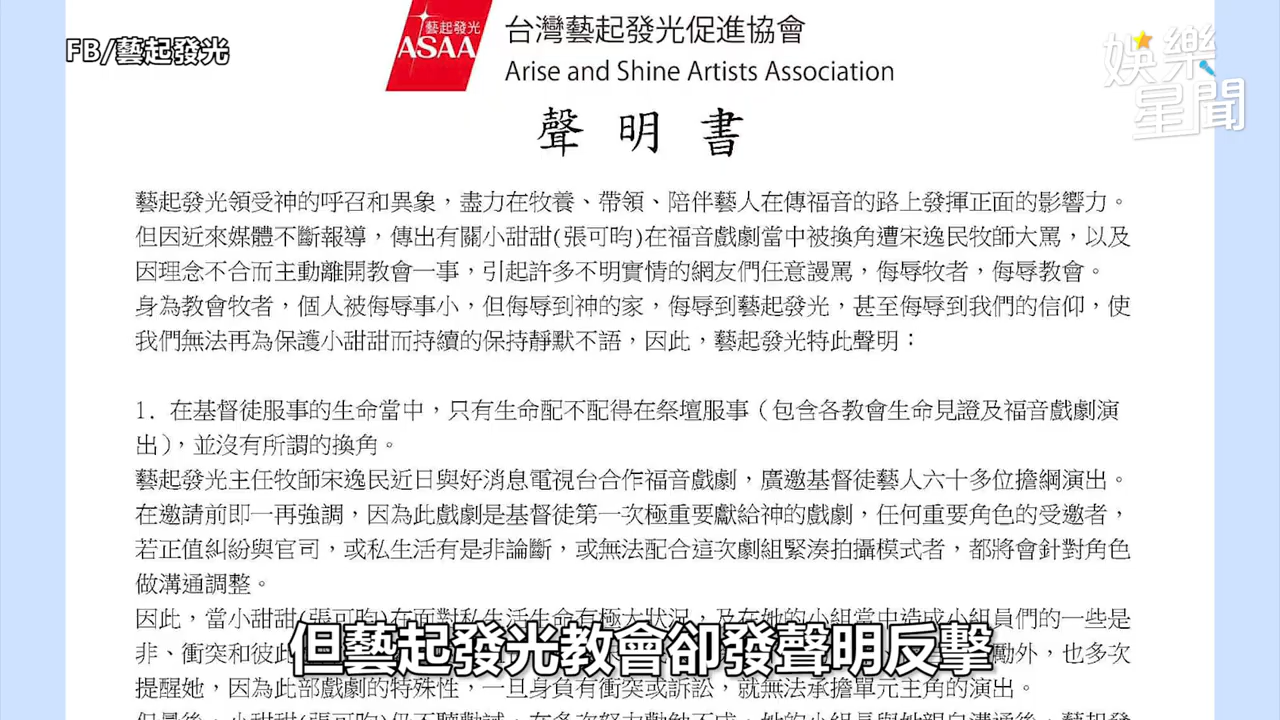 FB/藝起發光
藝起發光
ASAA
台灣藝起發光促進協會
Arise and Shine Artists Association
娛樂星聞
聲明書
藝起發光領受神的呼召和異象，盡力在牧養、帶領、陪伴藝人在傳福音的路上發揮正面的影響力。
但因近來媒體不斷報導，傳出有關小甜甜(張可昀)在福音戲劇當中被換角遭宋逸民牧師大罵，以及
因理念不合而主動離開教會一事，引起許多不明實情的網友們任意謾罵，侮辱牧者，侮辱教會。
身為教會牧者，個人被侮辱事小，但侮辱到神的家，侮辱到藝起發光，甚至侮辱到我們的信仰，使
我們無法再為保護小甜甜而持續的保持靜默不語，因此，藝起發光特此聲明：
1. 在基督徒服事的生命當中，只有生命配不配得在祭壇服事（包含各教會生命見證及福音戲劇演
出），並沒有所謂的換角。
藝起發光主任牧師宋逸民近日與好消息電視台合作福音戲劇，廣邀基督徒藝人六十多位擔綱演出。
在邀請前即一再強調，因為此戲劇是基督徒第一次極重要獻給神的戲劇，任何重要角色的受邀者，
若正值糾紛與官司，或私生活有是非論斷，或無法配合這次劇組緊湊拍攝模式者，都將會針對角色
做溝通調整。
因此，當小甜甜(張可昀)在面對私生活生命有極大狀況，及在她的小組當中造成小組員們的一些是
非、衝突和彼此
勵外，也多次
但藝起發光教會卻發聲明反擊
提醒她，因為此部戲劇的特殊性，一旦身負有衝突或訴訟，就無法承擔單元主角的演出。